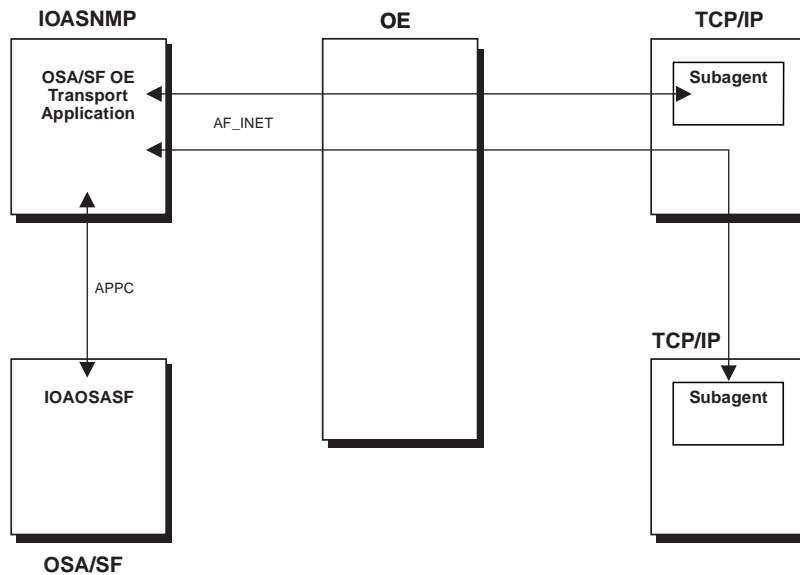 IOASNMP
OE
TCP/IP
OSA/SF OE
Transport
Application
Subagent
AF_INET
APPC
TCP/IP
IOAOSASF
Subagent
OSA/SF